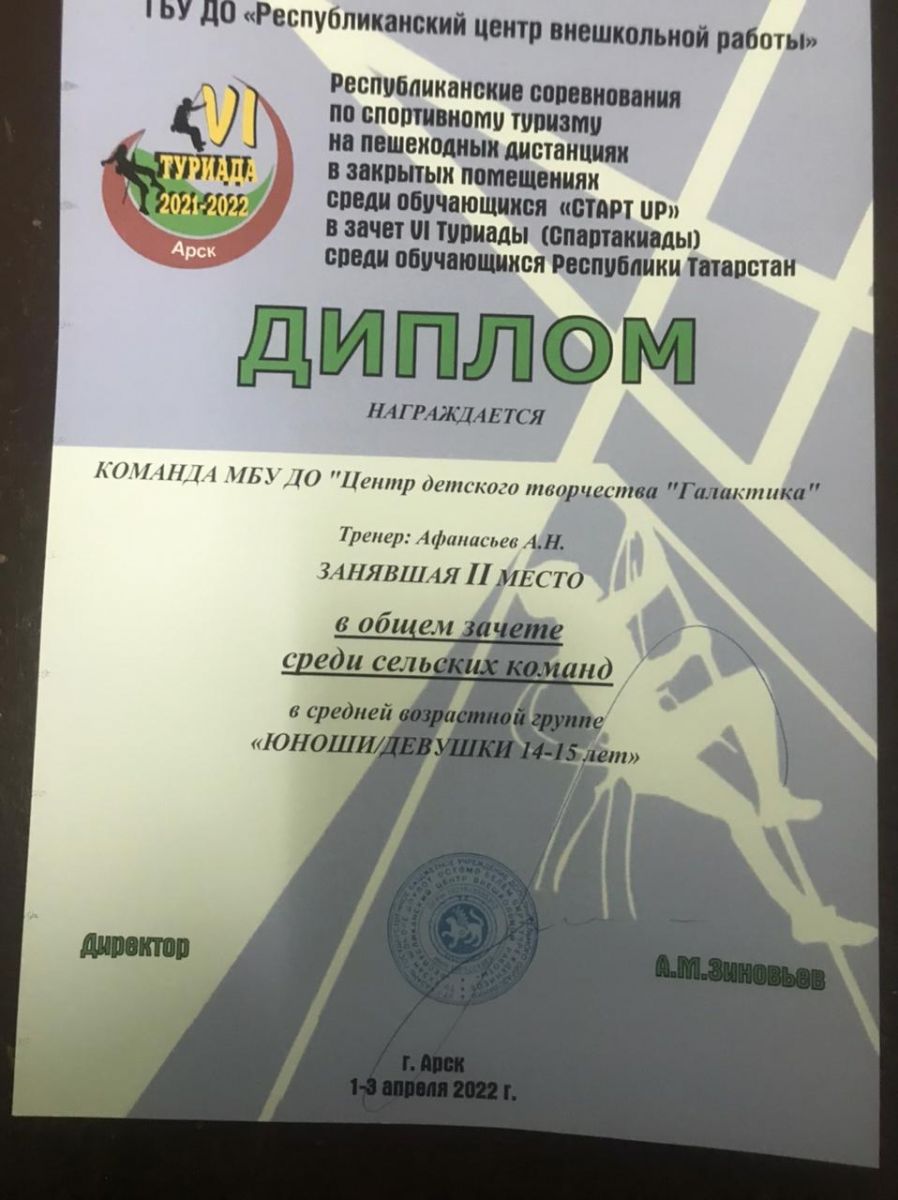 ГБУ ДО «Республиканский центр внешкольной работы»
Республиканские соревнования
по спортивному туризму
на пешеходных дистанциях
в закрытых помещениях
среди обучающихся «СТАРТ UP»
в зачет VI Туриады (Спартакиады)
среди обучающихся Республики Татарстан
VI
ТУРИАДА
2021-2022
Арск
ДИПЛОМ
НАГРАЖДАЕТСЯ
КОМАНДА МБУ ДО "Центр детского творчества "Галактика"
Тренер: Афанасьев А.Н.
ЗАНЯВШАЯ II МЕСТО
в общем зачете
среди сельских команд
в средней возрастной группе
«ЮНОШИ/ДЕВУШКИ 14-15 лет»
Директор
А.М.Зиновьев
г. Арск
1-3 апреля 2022 г.